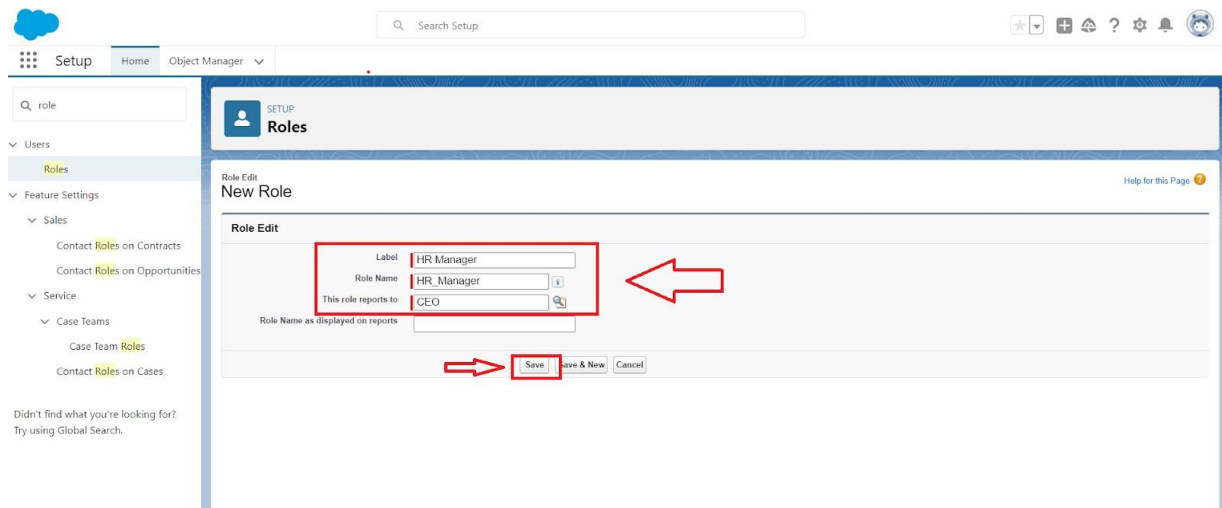 Search Setup
Setup
Home
Object Manager
role
Users
Roles
Feature Settings
Sales
Contact Roles on Contracts
Contact Roles on Opportunities
Service
Case Teams
Case Team Roles
Contact Roles on Cases
Didn't find what you're looking for?
Try using Global Search.
SETUP
Roles
Role Edit
New Role
Help for this Page
Role Edit
Label HR Manager
Role Name HR_Manager
This role reports to CEO
Role Name as displayed on reports
Save Save & New Cancel